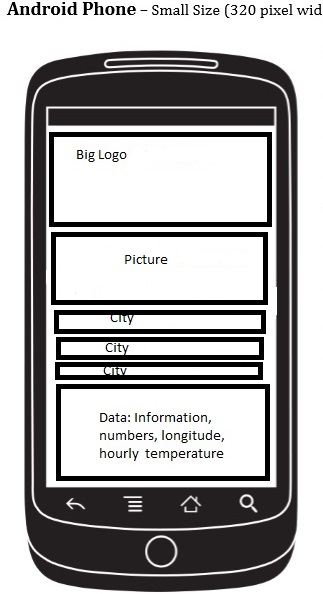 Android Phone – Small Size (320 pixel wid
Big Logo
Picture
City
City
City
Data: Information,
numbers, longitude,
hourly temperature